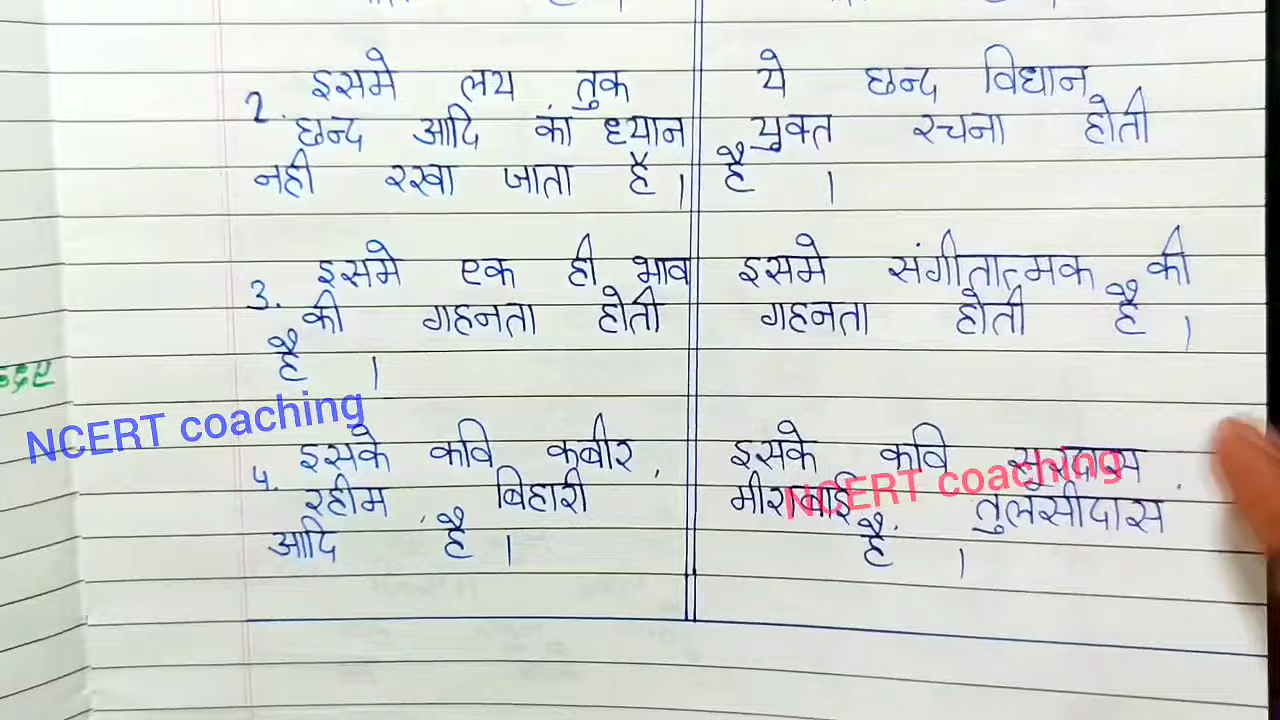 2. इसमे लय तुक
छन्द आदि का ध्यान
नही रखा जाता है ।
ये छन्द विधान
युक्त रचना होती
है ।
3. इसमे एक ही भाव
की गहनता होती
है ।
इसमे संगीतात्मक की
गहनता होती है ।
NCERT coaching
4. इसके कवि कबीर,
रहीम, बिहारी
आदि है ।
इसके कवि सूरदास,
मीराबाई, तुलसीदास
है ।
NCERT coaching